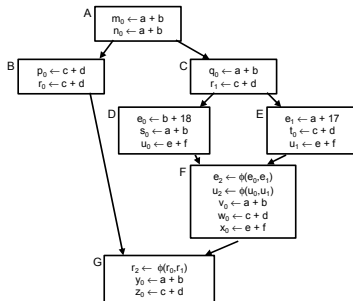 A
m₀ ← a + b
n₀ ← a + b
B
p₀ ← c + d
r₀ ← c + d
C
q₀ ← a + b
r₁ ← c + d
D
e₀ ← b + 18
s₀ ← a + b
u₀ ← e + f
E
e₁ ← a + 17
t₀ ← c + d
u₁ ← e + f
F
e₂ ← ϕ(e₀,e₁)
u₂ ← ϕ(u₀,u₁)
v₀ ← a + b
w₀ ← c + d
x₀ ← e + f
G
r₂ ← ϕ(r₀,r₁)
y₀ ← a + b
z₀ ← c + d